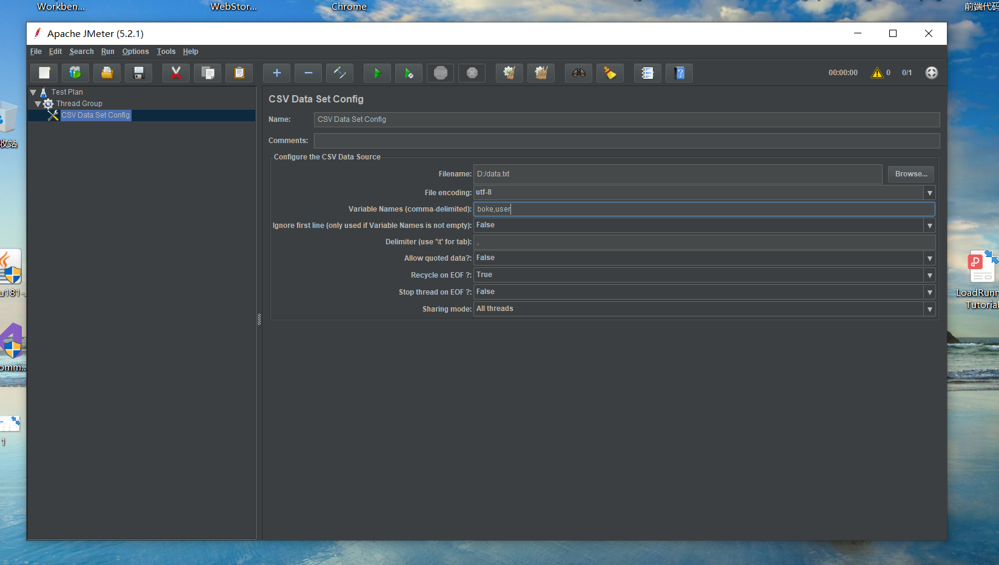 Workben...
WebStor...
Chrome
前端代码
Apache JMeter (5.2.1)
File Edit Search Run Options Tools Help
STOP
00:00:00 0 0/1
Test Plan
Thread Group
CSV Data Set Config
CSV Data Set Config
Name: CSV Data Set Config
Comments:
Configure the CSV Data Source
Filename: D:/data.txt Browse...
File encoding: utf-8
Variable Names (comma-delimited): boke,user
Ignore first line (only used if Variable Names is not empty): False
Delimiter (use '\t' for tab): ,
Allow quoted data?: False
Recycle on EOF ?: True
Stop thread on EOF ?: False
Sharing mode: All threads
收站
u181-...
omm...
1
LoadRunn
Tutorial